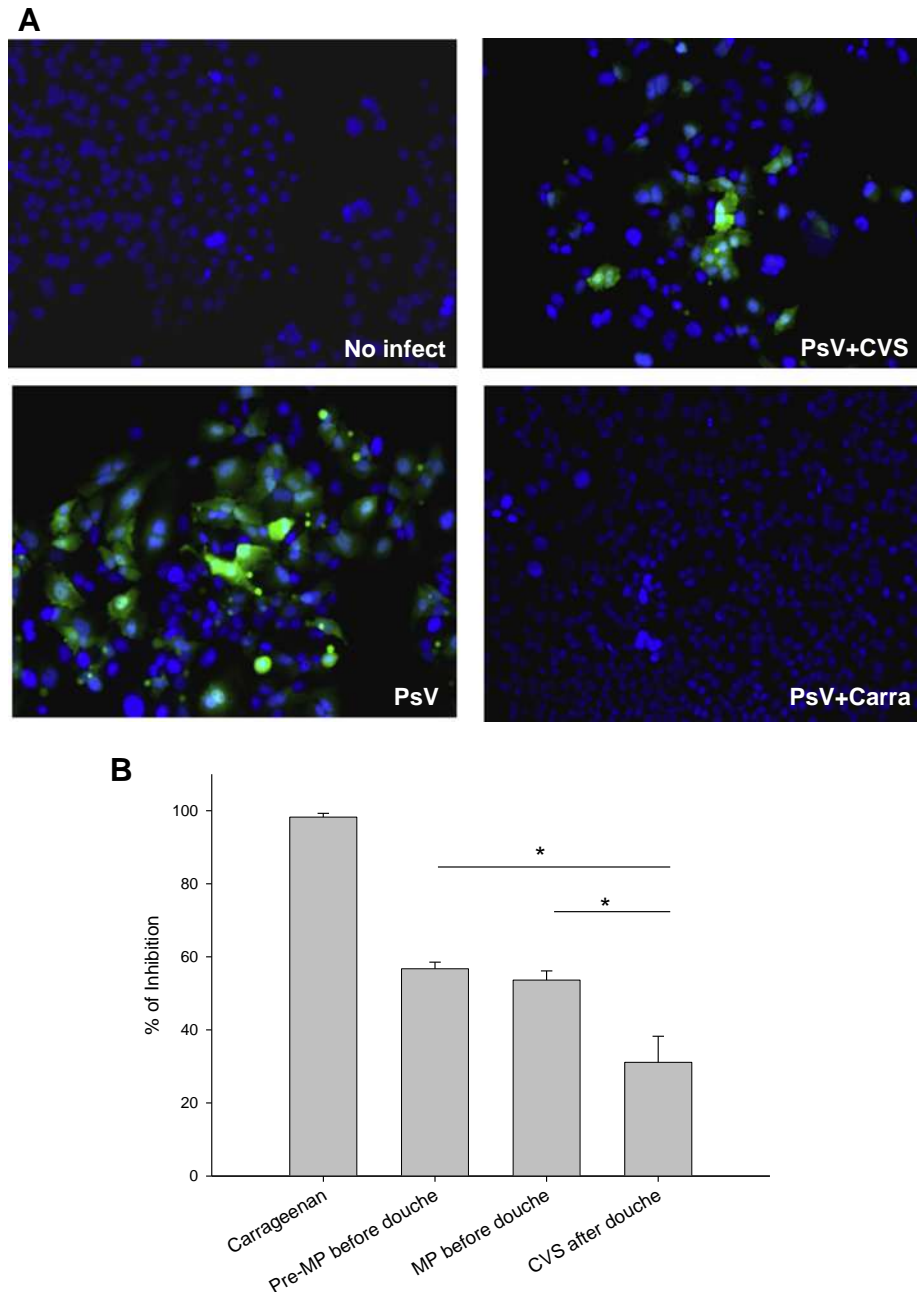 A
No infect
PsV+CVS
PsV
PsV+Carra
B
% of Inhibition
100
80
60
40
20
0
*
*
Carrageenan
Pre-MP before douche
MP before douche
CVS after douche